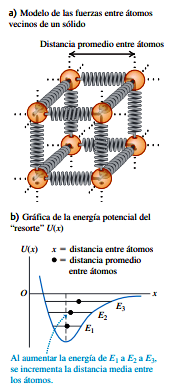 a) Modelo de las fuerzas entre átomos
vecinos de un sólido
Distancia promedio entre átomos
b) Gráfica de la energía potencial del
“resorte” U(x)
U(x)
x = distancia entre átomos
● = distancia promedio
entre átomos
O
x
E₃
E₂
E₁
Al aumentar la energía de E₁ a E₂ a E₃,
se incrementa la distancia media entre
los átomos.